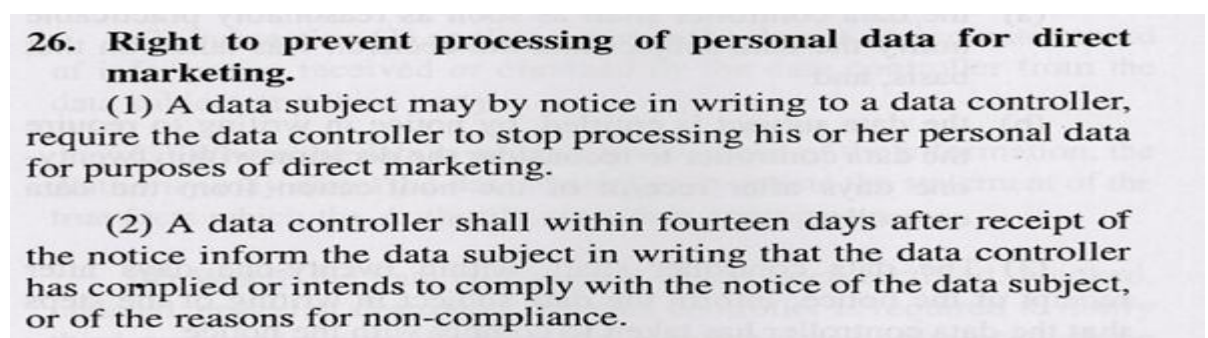 26. Right to prevent processing of personal data for direct
marketing.
(1) A data subject may by notice in writing to a data controller,
require the data controller to stop processing his or her personal data
for purposes of direct marketing.
(2) A data controller shall within fourteen days after receipt of
the notice inform the data subject in writing that the data controller
has complied or intends to comply with the notice of the data subject,
or of the reasons for non-compliance.